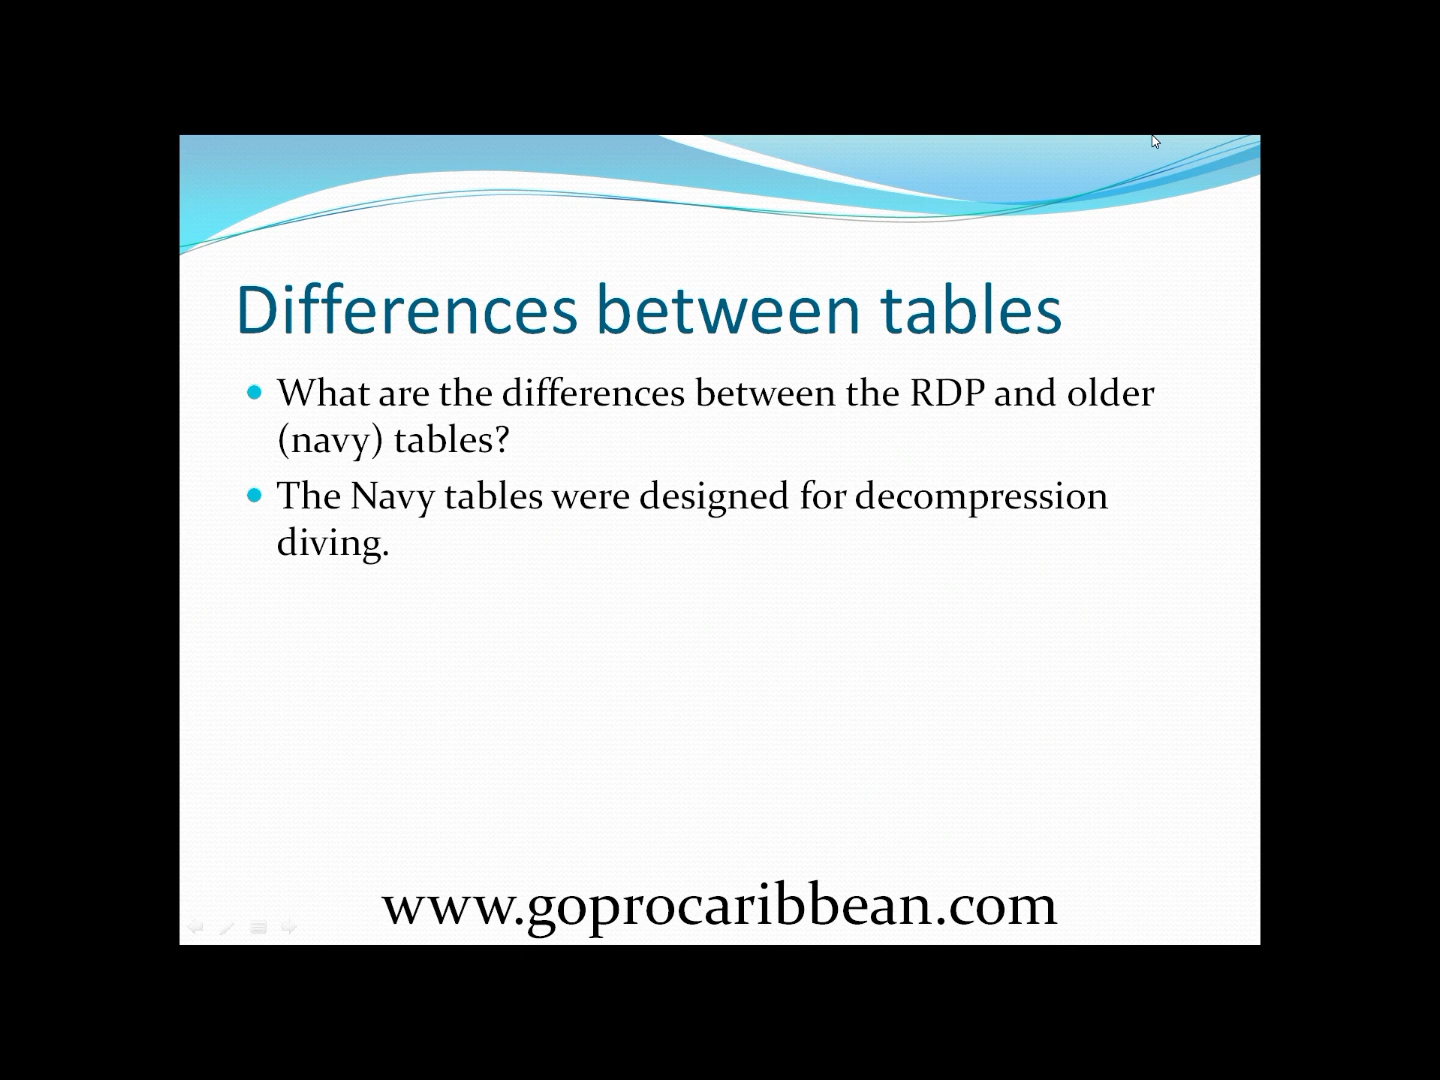 Differences between tables
What are the differences between the RDP and older
(navy) tables?
The Navy tables were designed for decompression
diving.
www.goprocaribbean.com